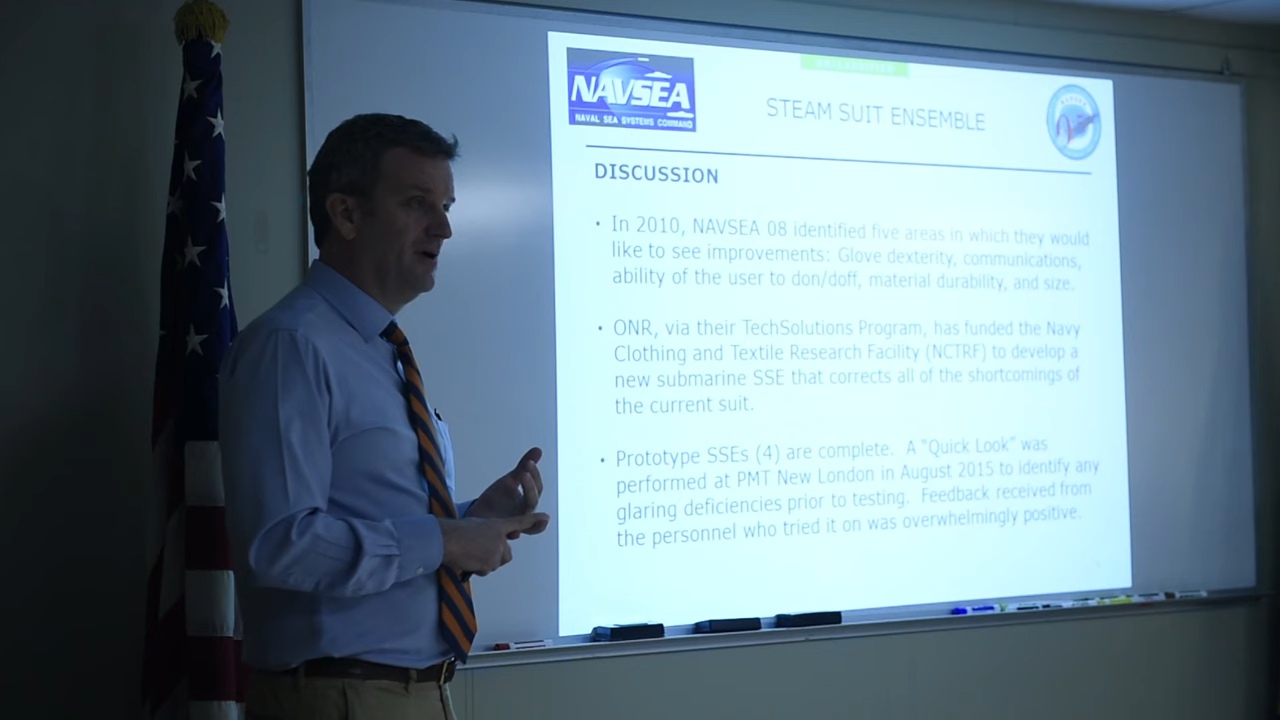 NAVSEA
NAVAL SEA SYSTEMS COMMAND
STEAM SUIT ENSEMBLE
DISCUSSION
• In 2010, NAVSEA 08 identified five areas in which they would
like to see improvements: Glove dexterity, communications,
ability of the user to don/doff, material durability, and size.
• ONR, via their TechSolutions Program, has funded the Navy
Clothing and Textile Research Facility (NCTRF) to develop a
new submarine SSE that corrects all of the shortcomings of
the current suit.
• Prototype SSEs (4) are complete. A "Quick Look" was
performed at PMT New London in August 2015 to identify any
glaring deficiencies prior to testing. Feedback received from
the personnel who tried it on was overwhelmingly positive.